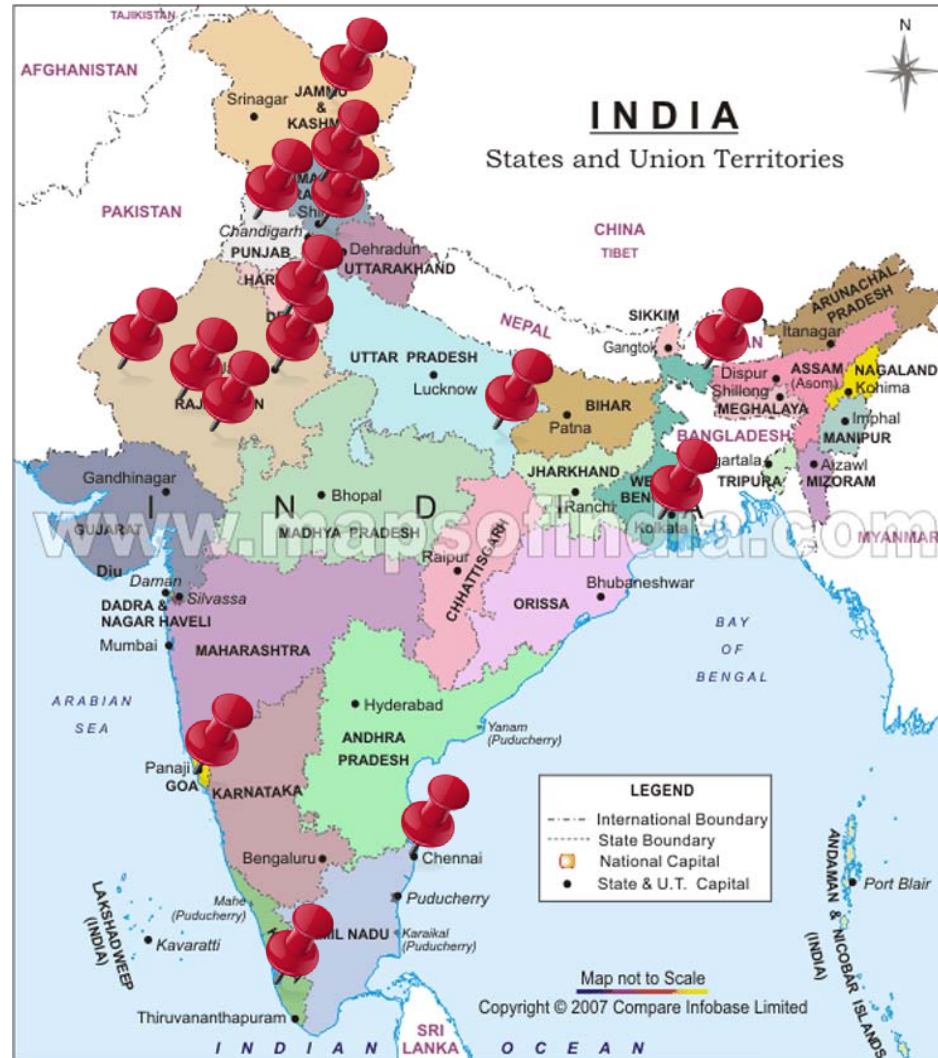 TAJIKISTAN
AFGHANISTAN
N
JAMMU
&
KASHM
Srinagar
INDIA
States and Union Territories
PAKISTAN
Chandigarh
PUNJAB
Dehradun
UTTARAKHAND
CHINA
TIBET
NEPAL
SIKKIM
Gangtok
ARUNACHAL
PRADESH
Itanagar
UTTAR PRADESH
Lucknow
Dispur
Shillong
ASSAM
(Asom)
NAGALAND
Kohima
MEGHALAYA
BIHAR
Patna
Imphal
MANIPUR
BANGLADESH
Gandhinagar
JHARKHAND
Ranchi
TRIPURA
Aizawl
MIZORAM
I N D I A
Bhopal
MADHYA PRADESH
GUJARAT
Kolkata
www.mapsofindia.com
MYANMAR
Diu
Daman
Silvassa
DADRA &
NAGAR HAVELI
Raipur
CHHATTISGARH
Bhubaneshwar
ORISSA
Mumbai
MAHARASHTRA
BAY
OF
BENGAL
ARABIAN
SEA
Hyderabad
ANDHRA
PRADESH
Yanam
(Puducherry)
Panaji
GOA
KARNATAKA
LEGEND
International Boundary
State Boundary
National Capital
State & U.T. Capital
Bengaluru
Chennai
Mahe
(Puducherry)
Puducherry
MIL NADU
Karaikal
(Puducherry)
LAKSHADWEEP
(INDIA)
Kavaratti
ANDAMAN & NICOBAR ISLANDS
(INDIA)
Port Blair
Thiruvananthapuram
Map not to Scale
Copyright © 2007 Compare Infobase Limited
SRI
LANKA
INDIAN OCEAN